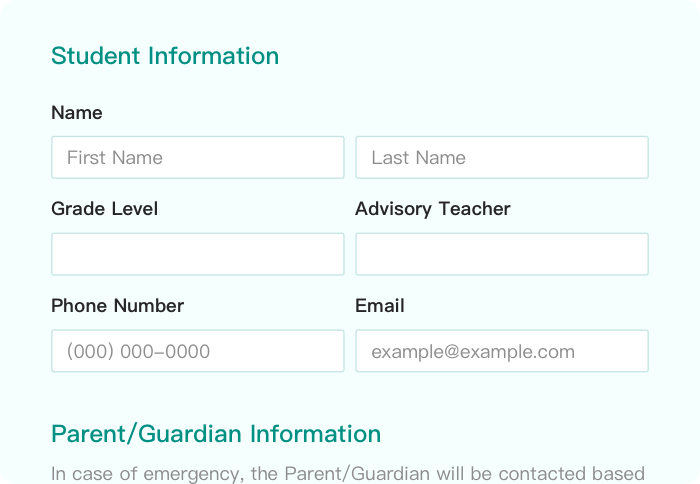 Student Information
Name
First Name Last Name
Grade Level Advisory Teacher
Phone Number Email
(000) 000-0000 example@example.com
Parent/Guardian Information
In case of emergency, the Parent/Guardian will be contacted based